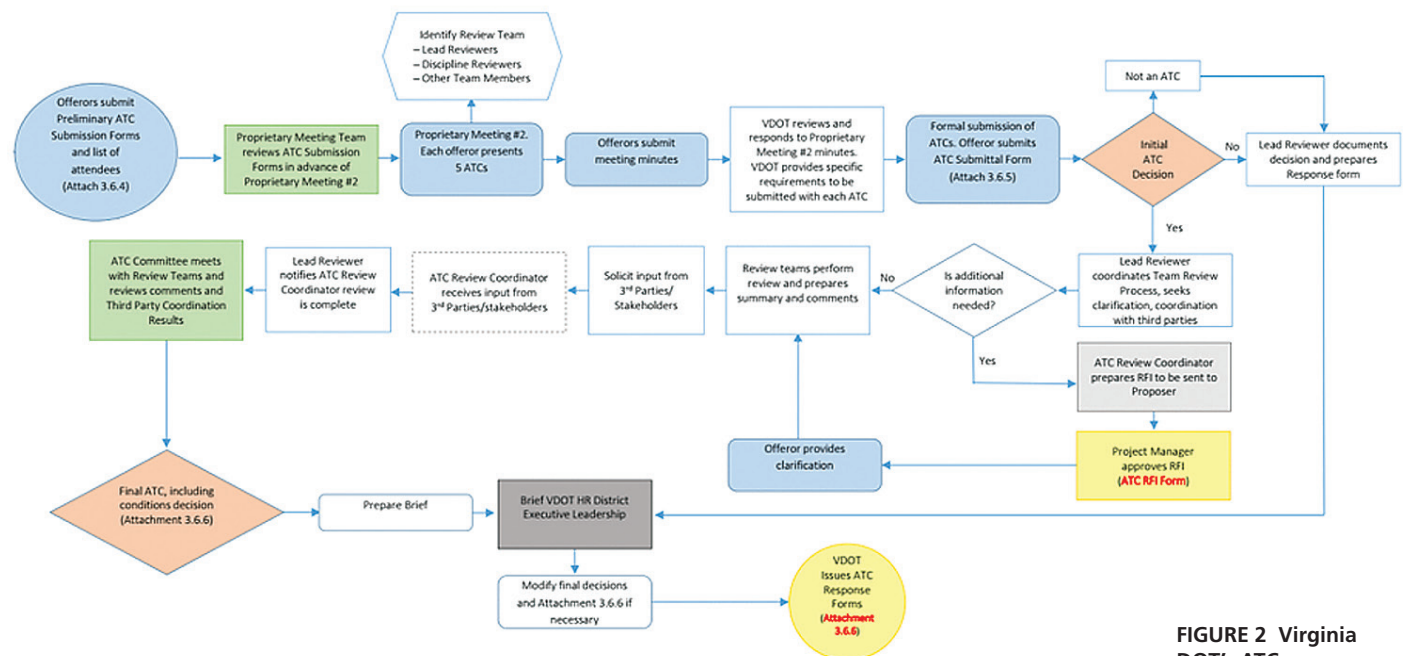 Identify Review Team
– Lead Reviewers
– Discipline Reviewers
– Other Team Members
Offerors submit
Preliminary ATC
Submission Forms
and list of
attendees
(Attach 3.6.4)
Proprietary Meeting Team
reviews ATC Submission
Forms in advance of
Proprietary Meeting #2
Proprietary Meeting #2.
Each offeror presents
5 ATCs
Offerors submit
meeting minutes
VDOT reviews and
responds to Proprietary
Meeting #2 minutes.
VDOT provides specific
requirements to be
submitted with each ATC
Formal submission of
ATCs. Offeror submits
ATC Submittal Form
(Attach 3.6.5)
Not an ATC
Initial
ATC
Decision
No
Lead Reviewer documents
decision and prepares
Response form
Yes
Lead Reviewer
coordinates Team Review
Process, seeks
clarification, coordination
with third parties
Is additional
information
needed?
No
Review teams perform
review and prepares
summary and comments
Solicit input from
3rd Parties/
Stakeholders
ATC Review Coordinator
receives input from
3rd Parties/stakeholders
Lead Reviewer
notifies ATC Review
Coordinator review
is complete
ATC Committee meets
with Review Teams and
reviews comments and
Third Party Coordination
Results
Yes
ATC Review Coordinator
prepares RFI to be sent to
Proposer
Project Manager
approves RFI
(ATC RFI Form)
Offeror provides
clarification
Final ATC, including
conditions decision
(Attachment 3.6.6)
Prepare Brief
Brief VDOT HR District
Executive Leadership
Modify final decisions
and Attachment 3.6.6 if
necessary
VDOT
Issues ATC
Response
Forms
(Attachment
3.6.6)
FIGURE 2 Virginia
DOT's ATC